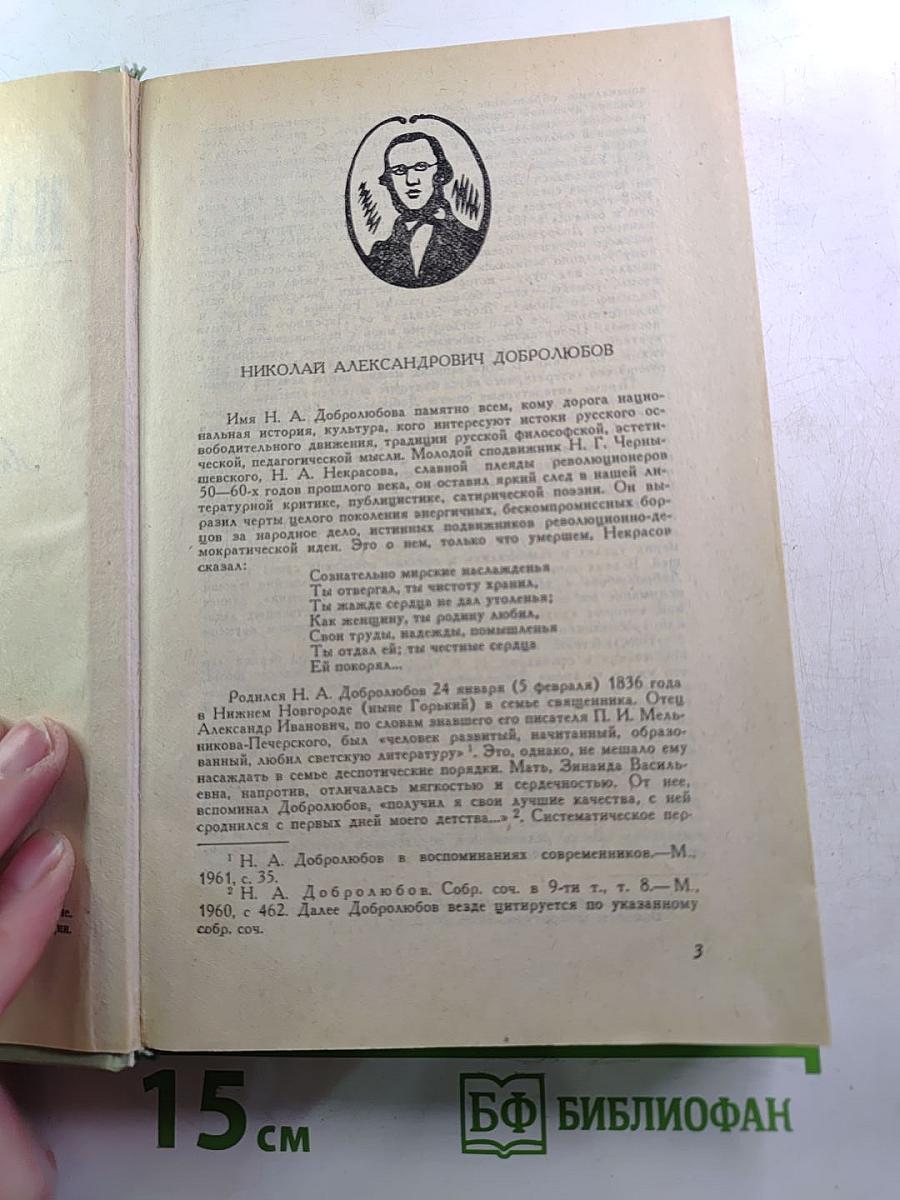 НИКОЛАЙ АЛЕКСАНДРОВИЧ ДОБРОЛЮБОВ
Имя Н. А. Добролюбова памятно всем, кому дорога нацио-
нальная история, культура, кого интересуют истоки русского ос-
вободительного движения, традиции русской философской, эстети-
ческой, педагогической мысли. Молодой сподвижник Н. Г. Черны-
шевского, Н. А. Некрасова, славной плеяды революционеров
50—60-х годов прошлого века, он оставил яркий след в нашей ли-
тературной критике, публицистике, сатирической поэзии. Он вы-
разил черты целого поколения энергичных, бескомпромиссных бор-
цов за народное дело, истинных подвижников революционно-де-
мократической идеи. Это о нем, только что умершем, Некрасов
сказал:
Сознательно мирские наслажденья
Ты отвергал, ты чистоту хранил,
Ты жажде сердца не дал утоленья;
Как женщину, ты родину любил,
Свои труды, надежды, помышленья
Ты отдал ей; ты честные сердца
Ей покорял...
Родился Н. А. Добролюбов 24 января (5 февраля) 1836 года
в Нижнем Новгороде (ныне Горький) в семье священника. Отец
Александр Иванович, по словам знавшего его писателя П. И. Мель-
никова-Печерского, был «человек развитый, начитанный, образо-
ванный, любил светскую литературу» ¹. Это, однако, не мешало ему
насаждать в семье деспотические порядки. Мать, Зинаида Василь-
евна, напротив, отличалась мягкостью и сердечностью. От нее,
вспоминал Добролюбов, «получил я свои лучшие качества, с ней
сроднился с первых дней моего детства...» ². Систематическое пер-
¹ Н. А. Добролюбов в воспоминаниях современников.— М.,
1961, с. 35.
² Н. А. Добролюбов. Собр. соч. в 9-ти т., т. 8.— М.,
1960, с 462. Далее Добролюбов везде цитируется по указанному
собр. соч.
3
15 см
БФ БИБЛИОФАН